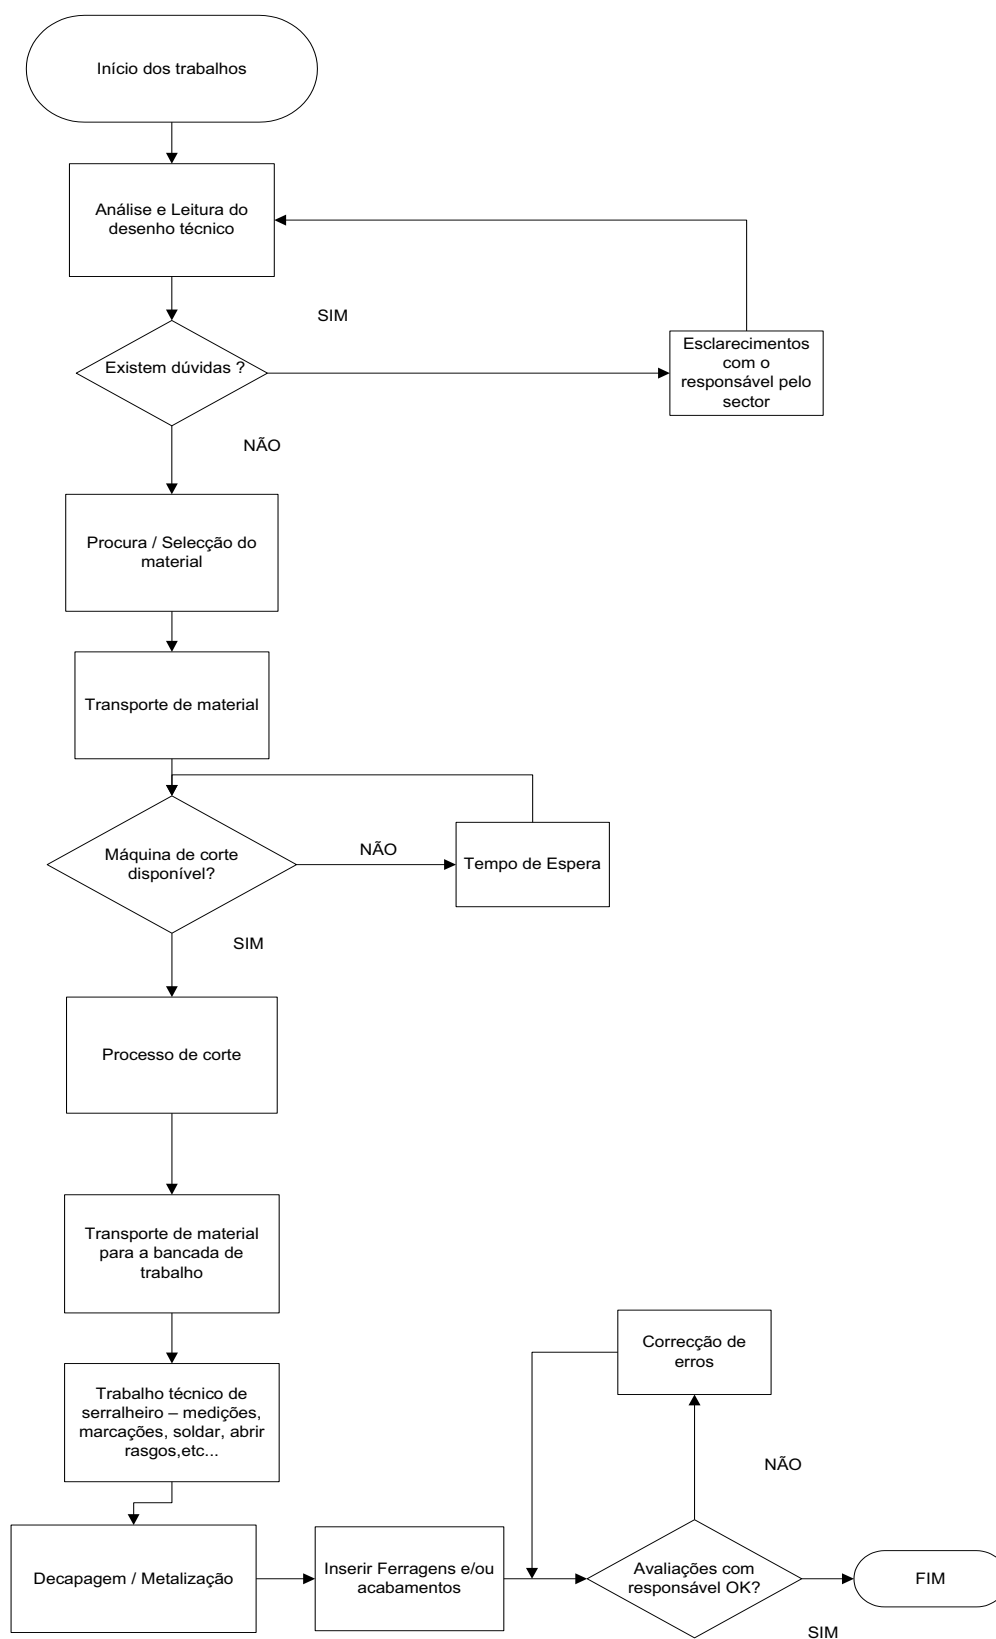 Início dos trabalhos
Análise e Leitura do
desenho técnico
SIM
Existem dúvidas ?
Esclarecimentos
com o
responsável pelo
sector
NÃO
Procura / Selecção do
material
Transporte de material
Máquina de corte
disponível?
NÃO
Tempo de Espera
SIM
Processo de corte
Transporte de material
para a bancada de
trabalho
Correcção de
erros
Trabalho técnico de
serralheiro – medições,
marcações, soldar, abrir
rasgos,etc...
NÃO
Decapagem / Metalização
Inserir Ferragens e/ou
acabamentos
Avaliações com
responsável OK?
FIM
SIM